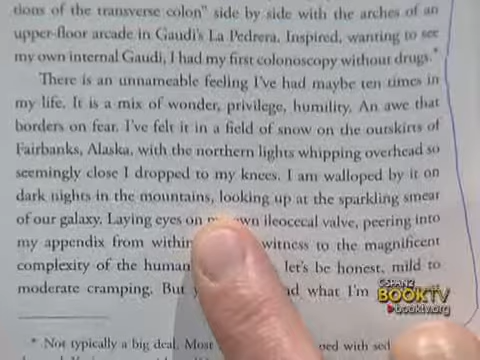 tions of the transverse colon" side by side with the arches of an
upper-floor arcade in Gaudí's La Pedrera. Inspired, wanting to see
my own internal Gaudí, I had my first colonoscopy without drugs.*
There is an unnameable feeling I've had maybe ten times in
my life. It is a mix of wonder, privilege, humility. An awe that
borders on fear. I've felt it in a field of snow on the outskirts of
Fairbanks, Alaska, with the northern lights whipping overhead so
seemingly close I dropped to my knees. I am walloped by it on
dark nights in the mountains, looking up at the sparkling smear
of our galaxy. Laying eyes on my own ileocecal valve, peering into
my appendix from within witness to the magnificent
complexity of the human let's be honest, mild to
moderate cramping. But what I'm
* Not typically a big deal. Most with
CSPAN2
BOOKTV
booktv.org